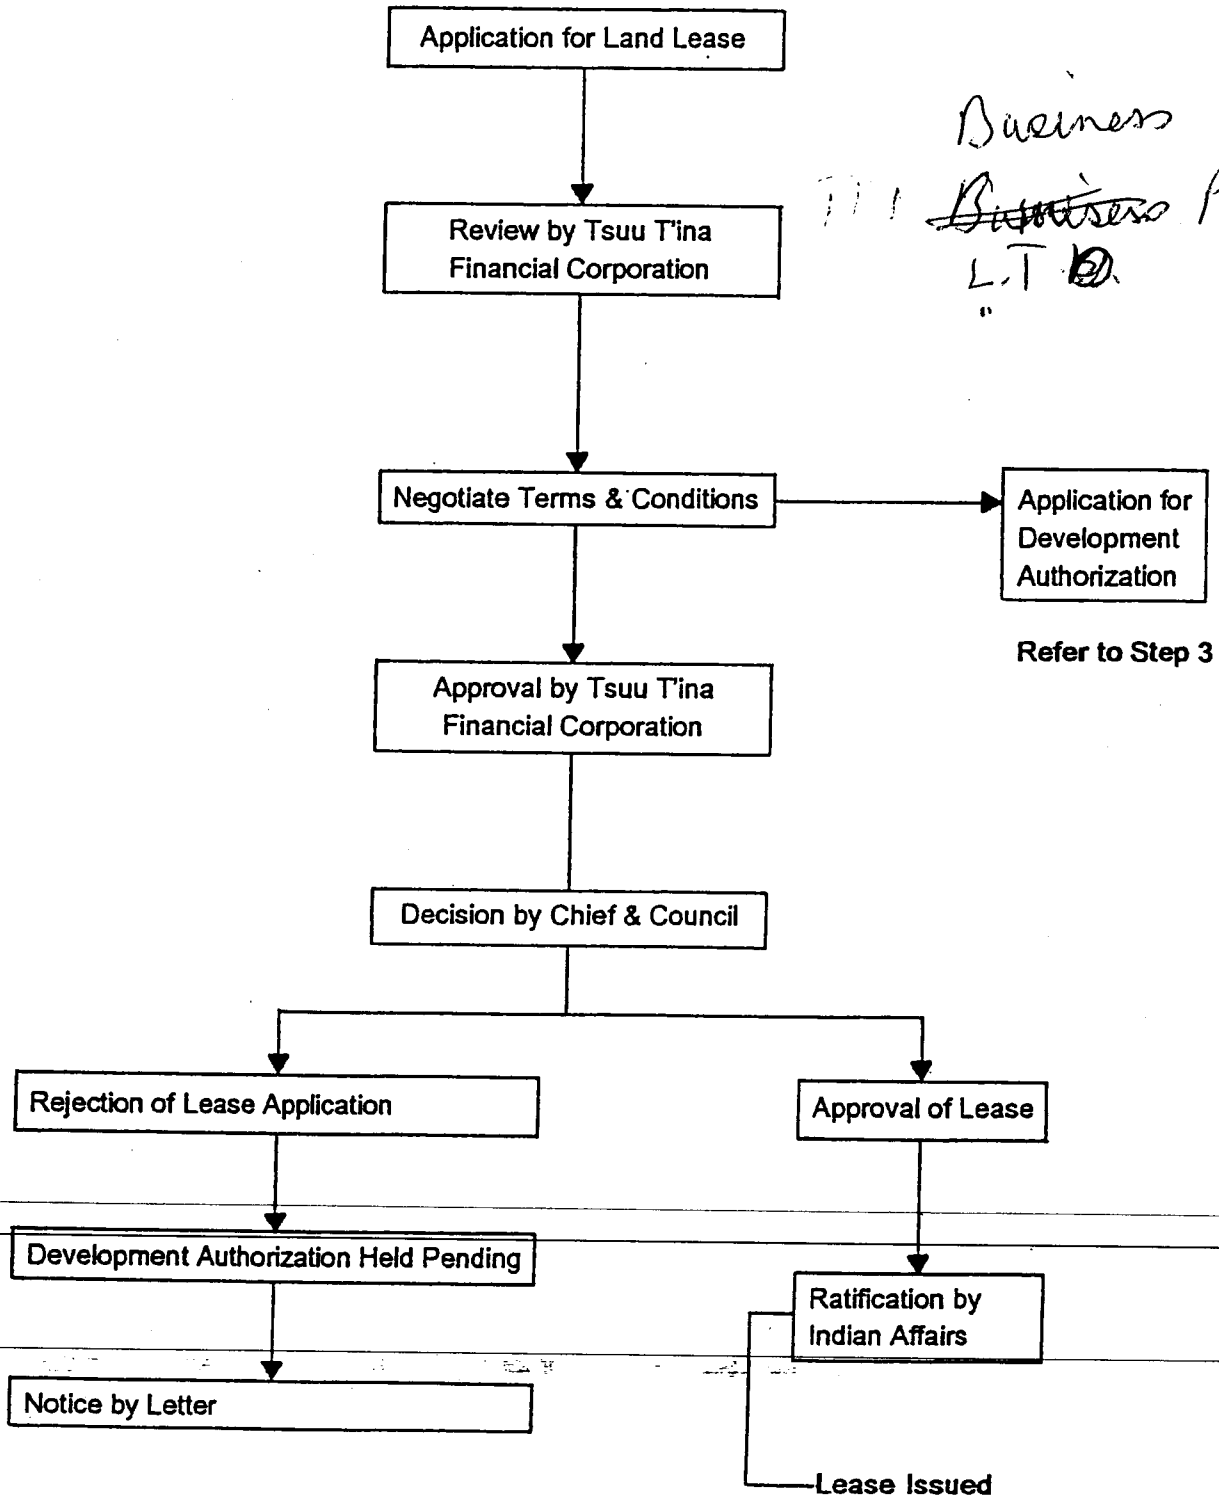 Application for Land Lease
Business
Business
L.T
Review by Tsuu T'ina
Financial Corporation
Negotiate Terms & Conditions
Application for
Development
Authorization
Refer to Step 3
Approval by Tsuu T'ina
Financial Corporation
Decision by Chief & Council
Rejection of Lease Application
Approval of Lease
Development Authorization Held Pending
Ratification by
Indian Affairs
Notice by Letter
Lease Issued